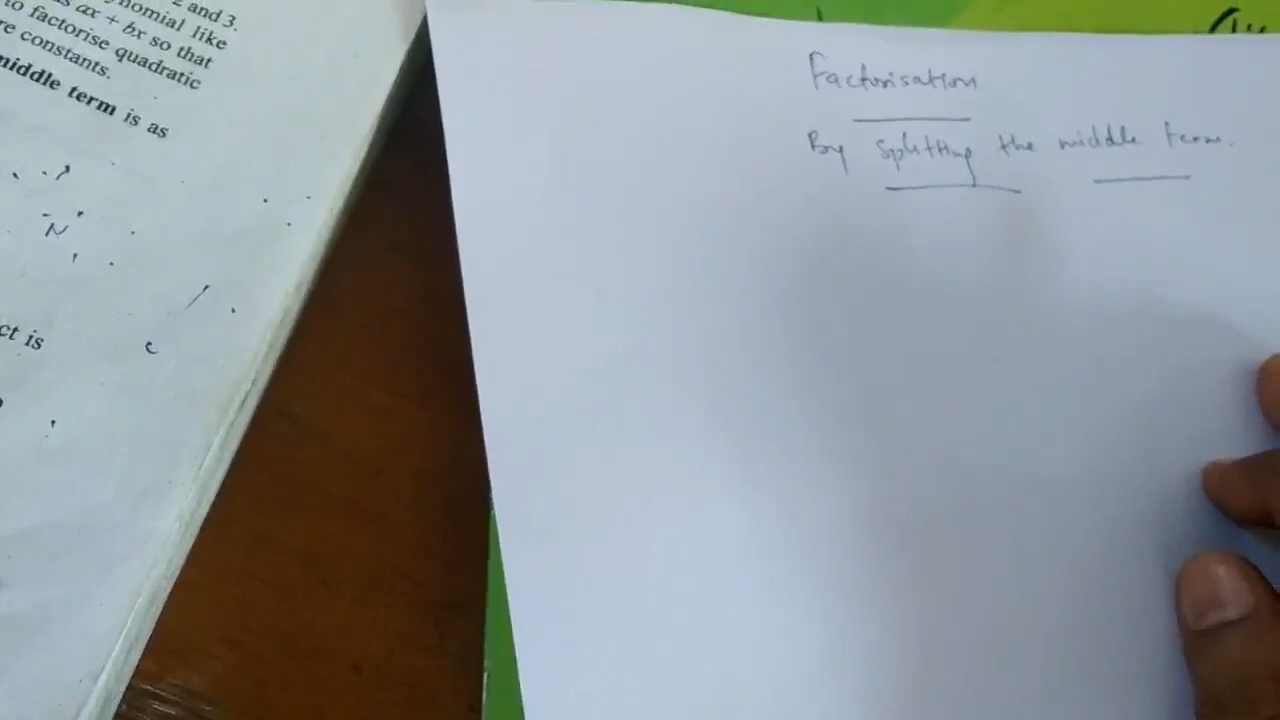 2 and 3.
nomial like
ax + bx so that
to factorise quadratic
re constants.
middle term is as
ct is
Factorisation
By splitting the middle term.